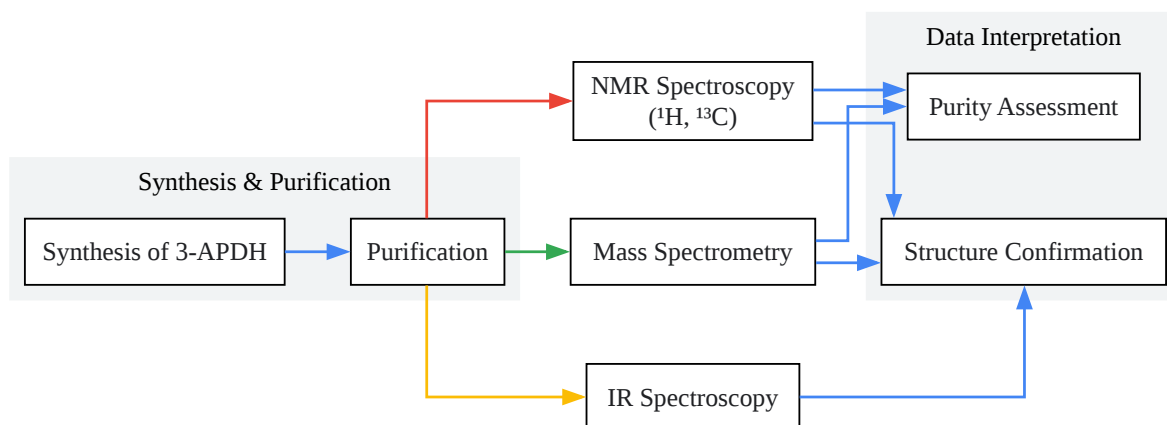 Synthesis & Purification
Synthesis of 3-APDH
Purification
NMR Spectroscopy
(¹H, ¹³C)
Mass Spectrometry
IR Spectroscopy
Data Interpretation
Purity Assessment
Structure Confirmation